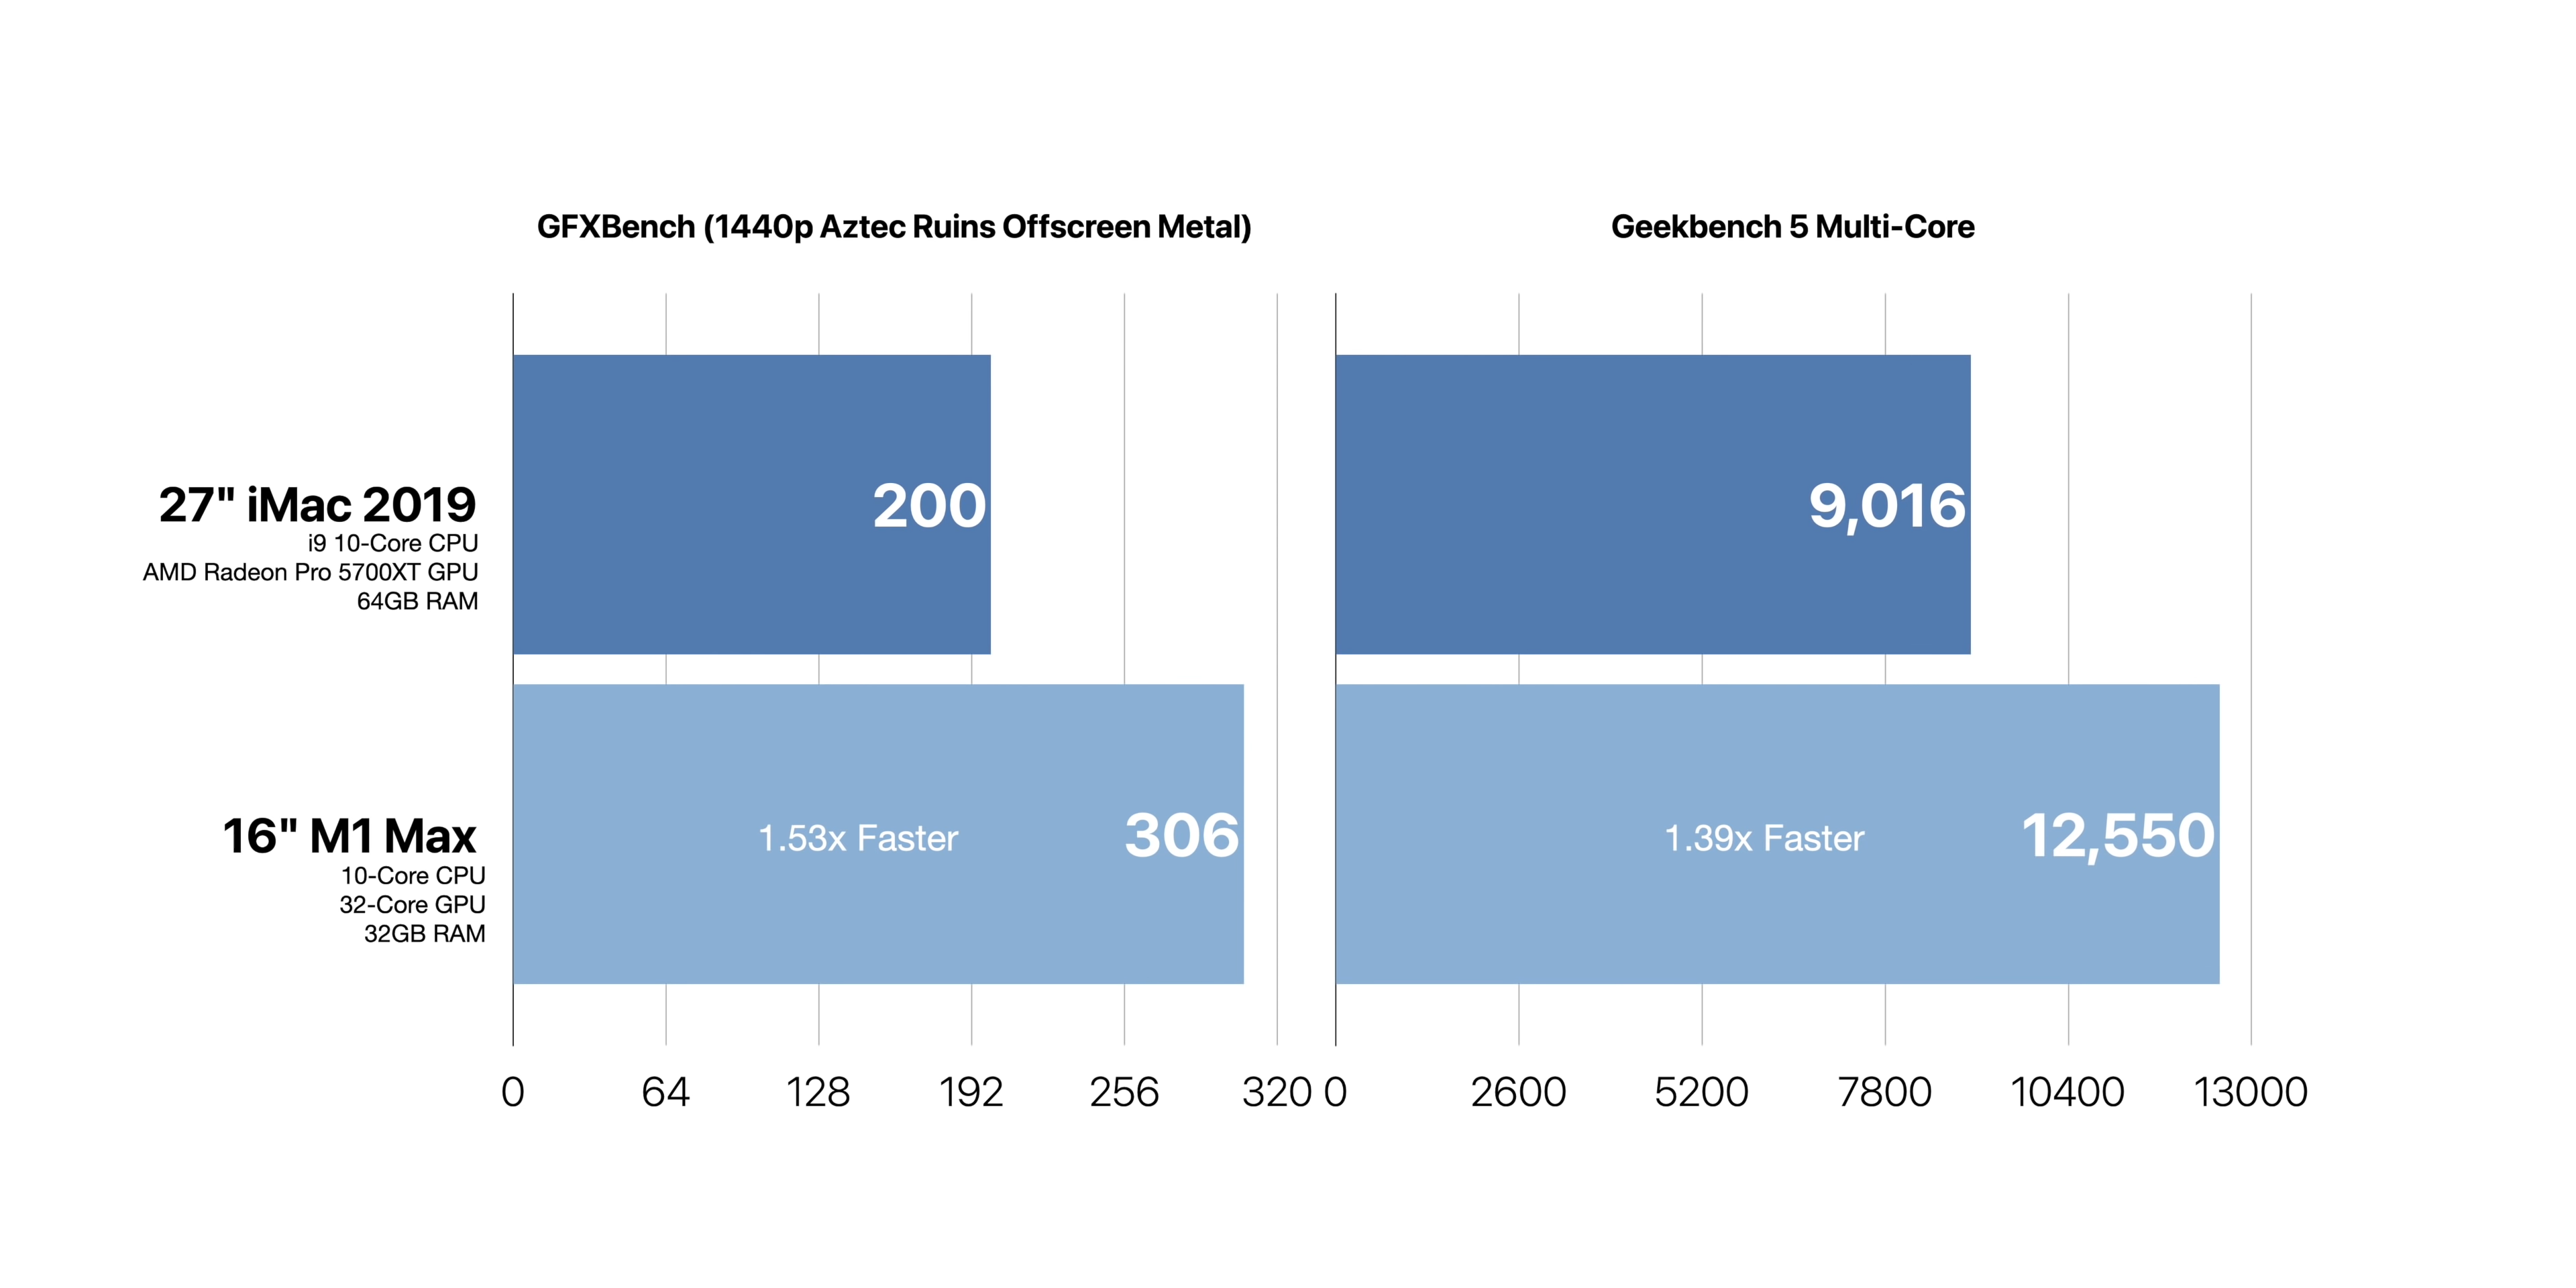 GFXBench (1440p Aztec Ruins Offscreen Metal)
Geekbench 5 Multi-Core
27" iMac 2019
i9 10-Core CPU
AMD Radeon Pro 5700XT GPU
64GB RAM
200
9,016
16" M1 Max
10-Core CPU
32-Core GPU
32GB RAM
1.53x Faster
306
1.39x Faster
12,550
0 64 128 192 256 320
0 2600 5200 7800 10400 13000